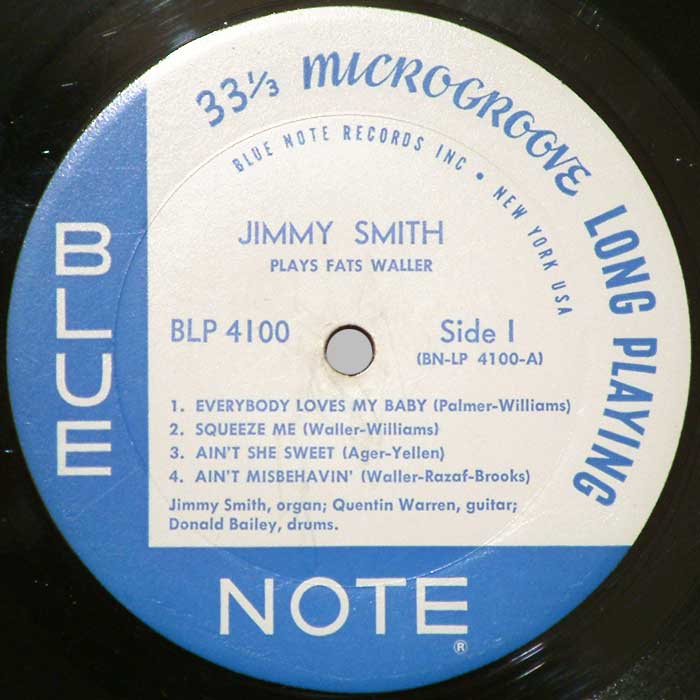 33⅓ MICROGROOVE LONG PLAYING
BLUE NOTE RECORDS INC • NEW YORK USA
JIMMY SMITH
PLAYS FATS WALLER
BLP 4100
Side 1
(BN-LP 4100-A)
1. EVERYBODY LOVES MY BABY (Palmer-Williams)
2. SQUEEZE ME (Waller-Williams)
3. AIN'T SHE SWEET (Ager-Yellen)
4. AIN'T MISBEHAVIN' (Waller-Razaf-Brooks)
Jimmy Smith, organ; Quentin Warren, guitar;
Donald Bailey, drums.
BLUE
NOTE
®